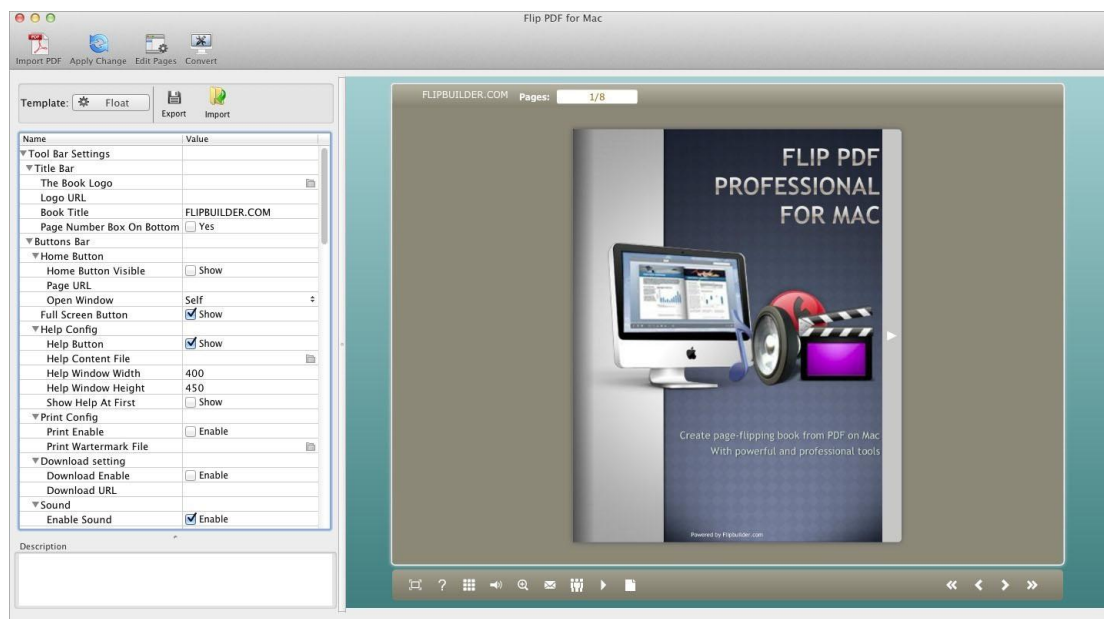 Flip PDF for Mac
Import PDF Apply Change Edit Pages Convert
Template: Float Export Import
Name Value
Tool Bar Settings
Title Bar
The Book Logo
Logo URL
Book Title FLIPBUILDER.COM
Page Number Box On Bottom Yes
Buttons Bar
Home Button
Home Button Visible Show
Page URL
Open Window Self
Full Screen Button Show
Help Config
Help Button Show
Help Content File
Help Window Width 400
Help Window Height 450
Show Help At First Show
Print Config
Print Enable Enable
Print Wartermark File
Download setting
Download Enable Enable
Download URL
Sound
Enable Sound Enable
Description
FLIPBUILDER.COM Pages: 1/8
FLIP PDF
PROFESSIONAL
FOR MAC
Create page-flipping book from PDF on Mac
With powerful and professional tools
Powered by Flipbuilder.com